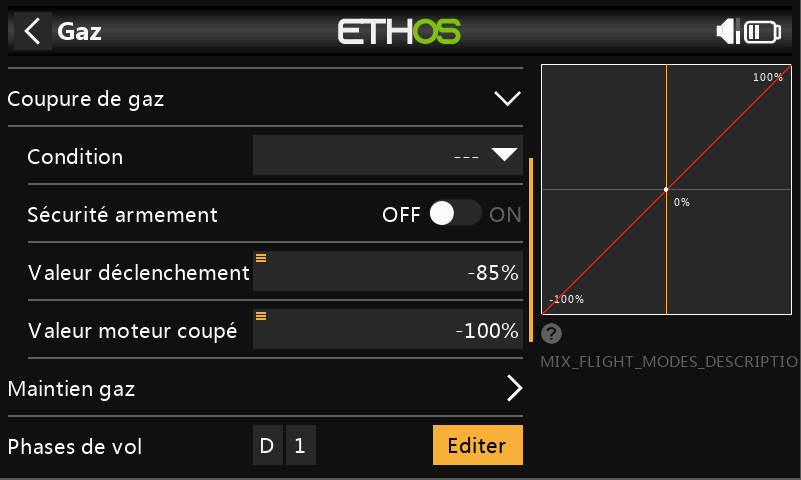 Gaz
ETHOS
Coupure de gaz
Condition
---
Sécurité armement
OFF
ON
Valeur déclenchement
-85%
Valeur moteur coupé
-100%
Maintien gaz
Phases de vol
D
1
Editer
100%
0%
-100%
?
MIX_FLIGHT_MODES_DESCRIPTIO